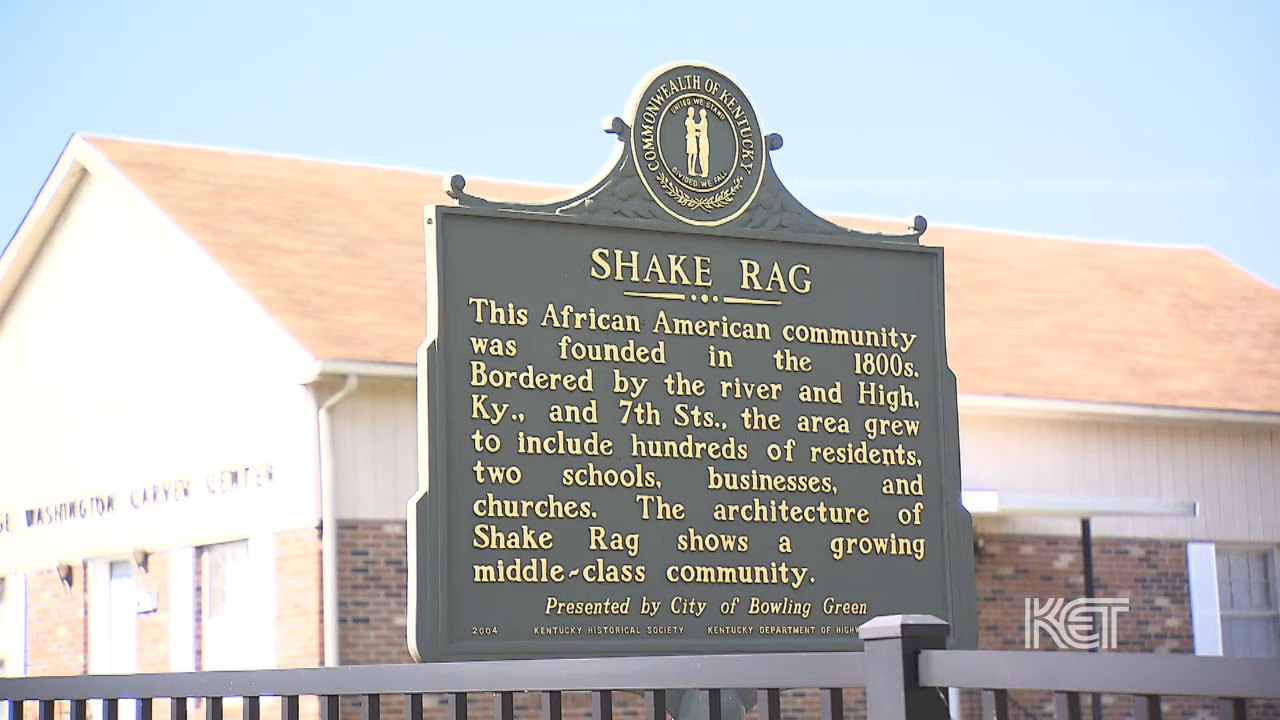 COMMONWEALTH OF KENTUCKY
UNITED WE STAND
DIVIDED WE FALL
SHAKE RAG
This African American community
was founded in the 1800s.
Bordered by the river and High,
Ky., and 7th Sts., the area grew
to include hundreds of residents,
two schools, businesses, and
churches. The architecture of
Shake Rag shows a growing
middle-class community.
Presented by City of Bowling Green
2004 KENTUCKY HISTORICAL SOCIETY KENTUCKY DEPARTMENT OF HIGHW
GE WASHINGTON CARVER CENTER
KET